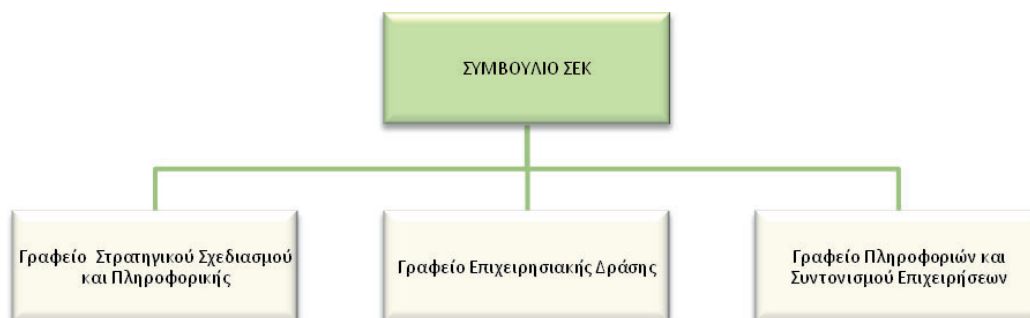 ΣΥΜΒΟΥΛΙΟ ΣΕΚ
Γραφείο Στρατηγικού Σχεδιασμού
και Πληροφορικής
Γραφείο Επιχειρησιακής Δράσης
Γραφείο Πληροφοριών και
Συντονισμού Επιχειρήσεων